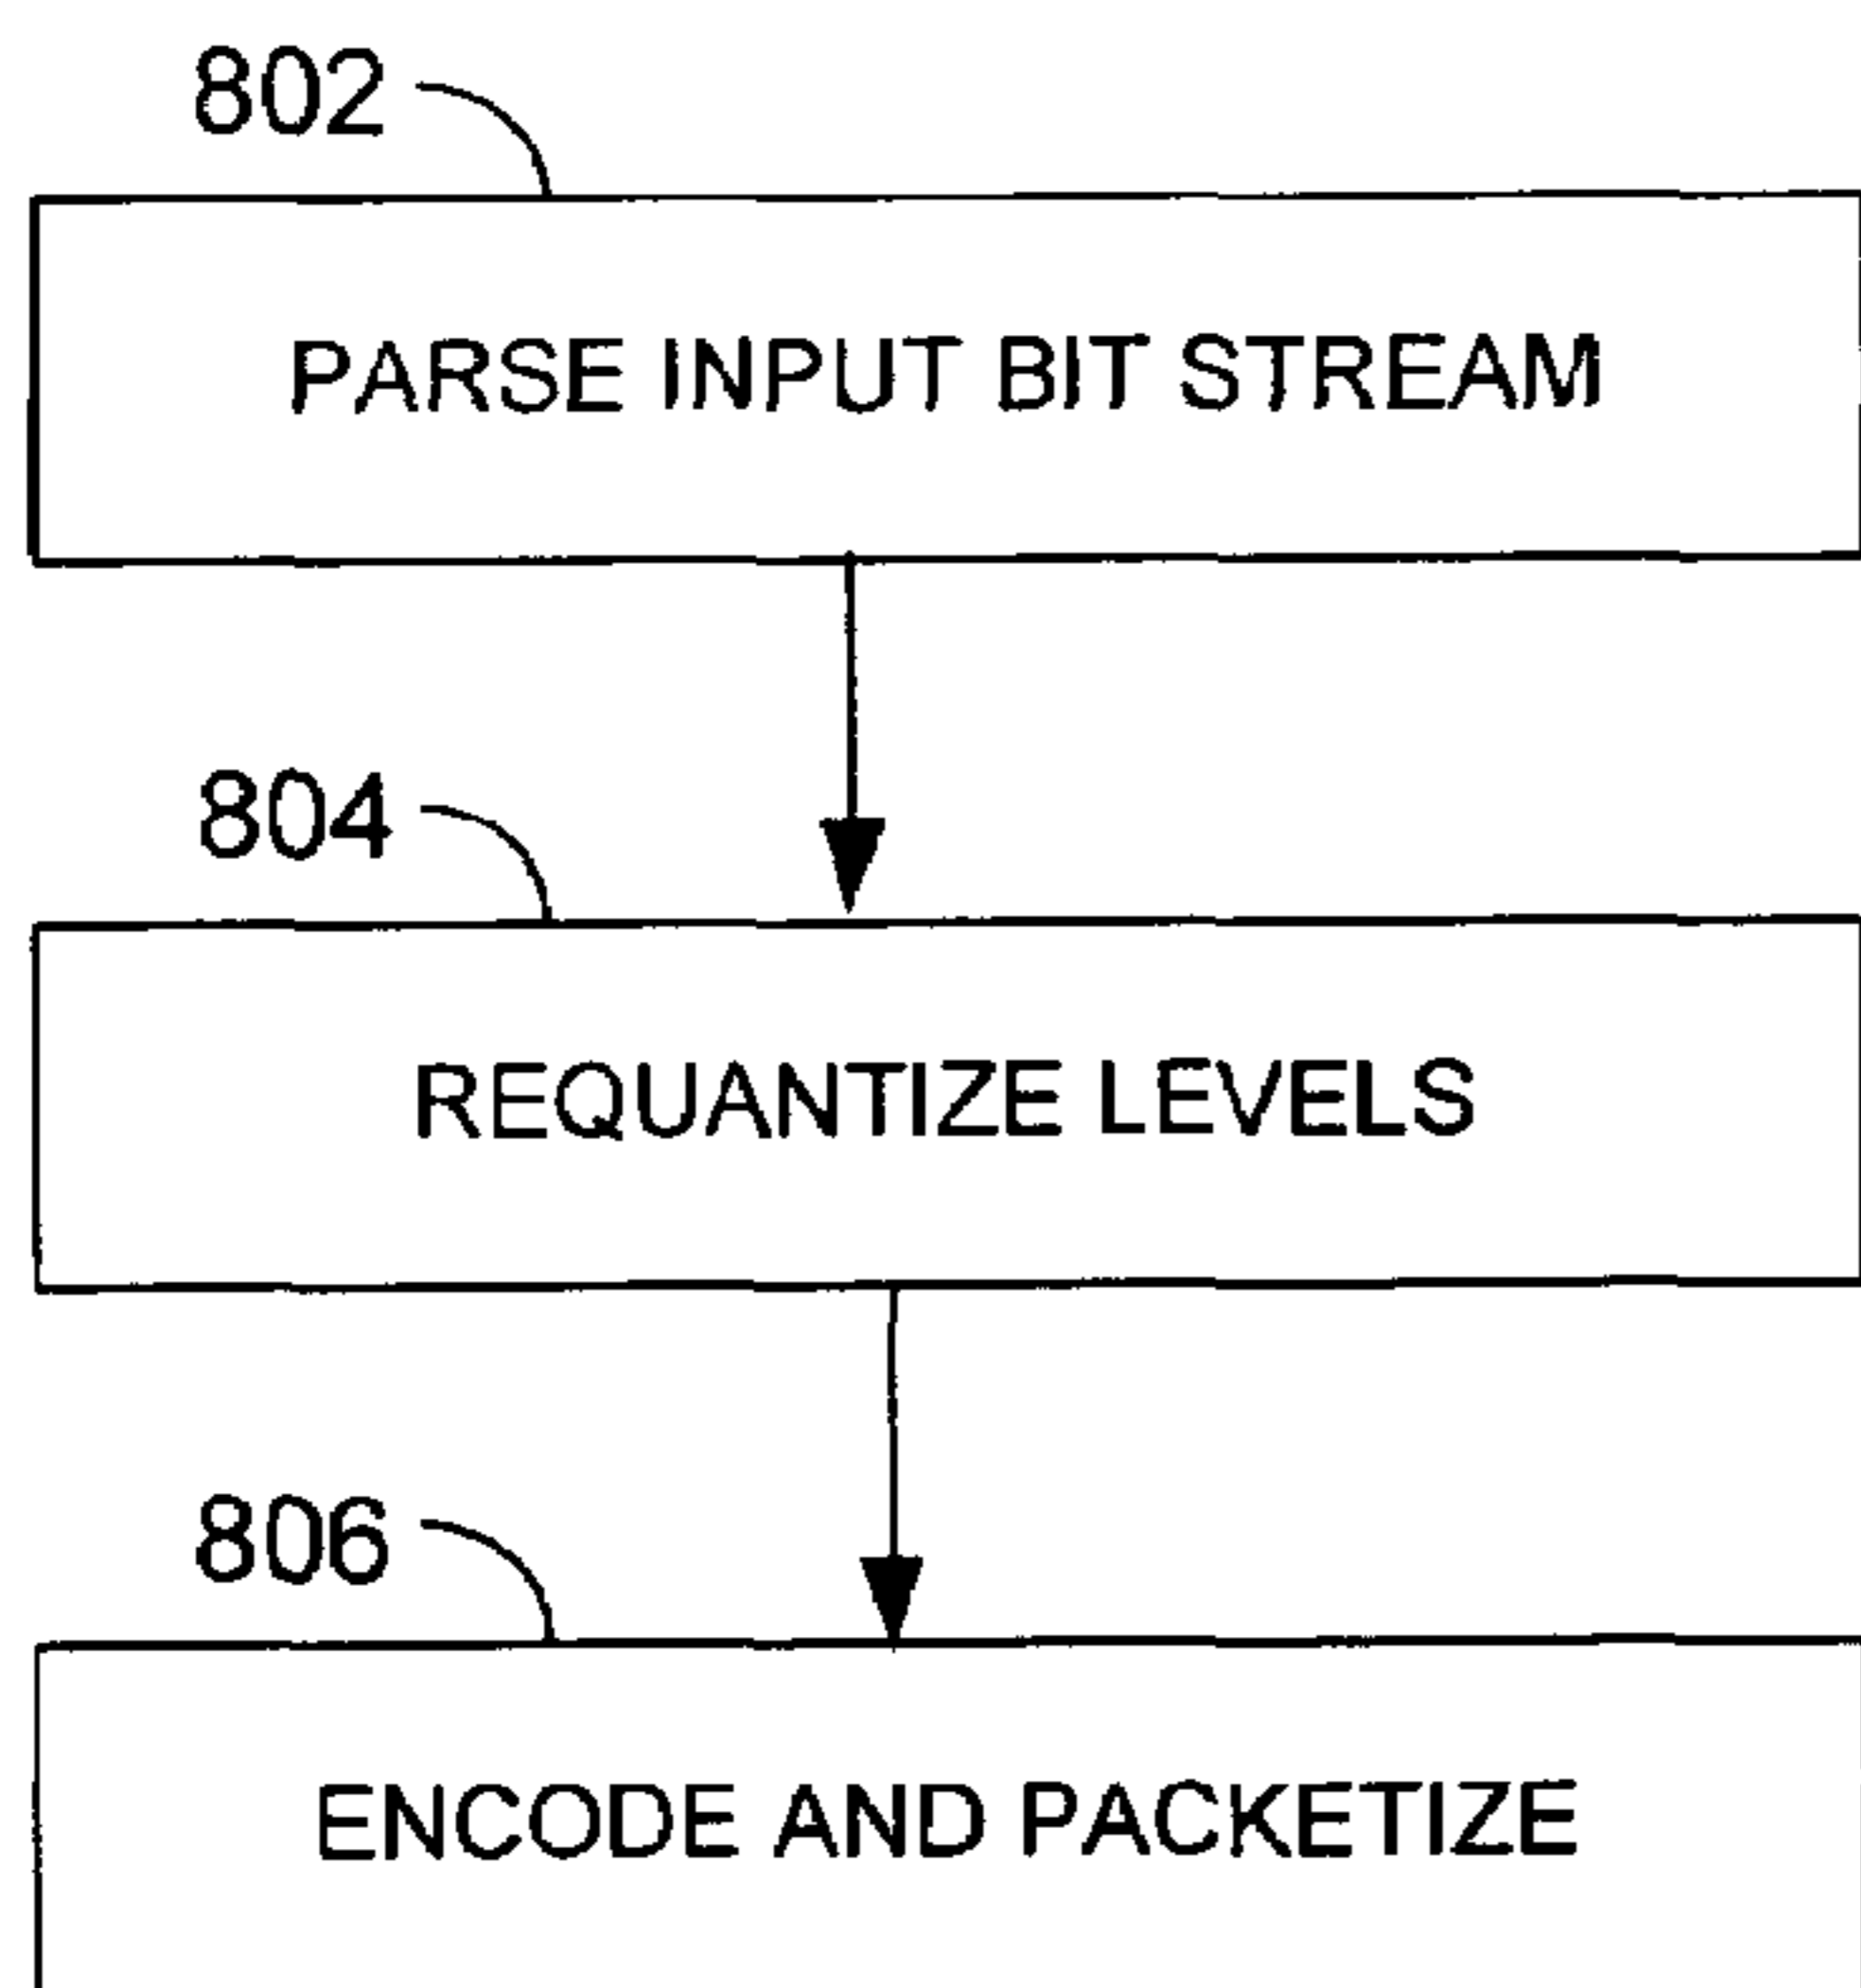 802
PARSE INPUT BIT STREAM
804
REQUANTIZE LEVELS
806
ENCODE AND PACKETIZE